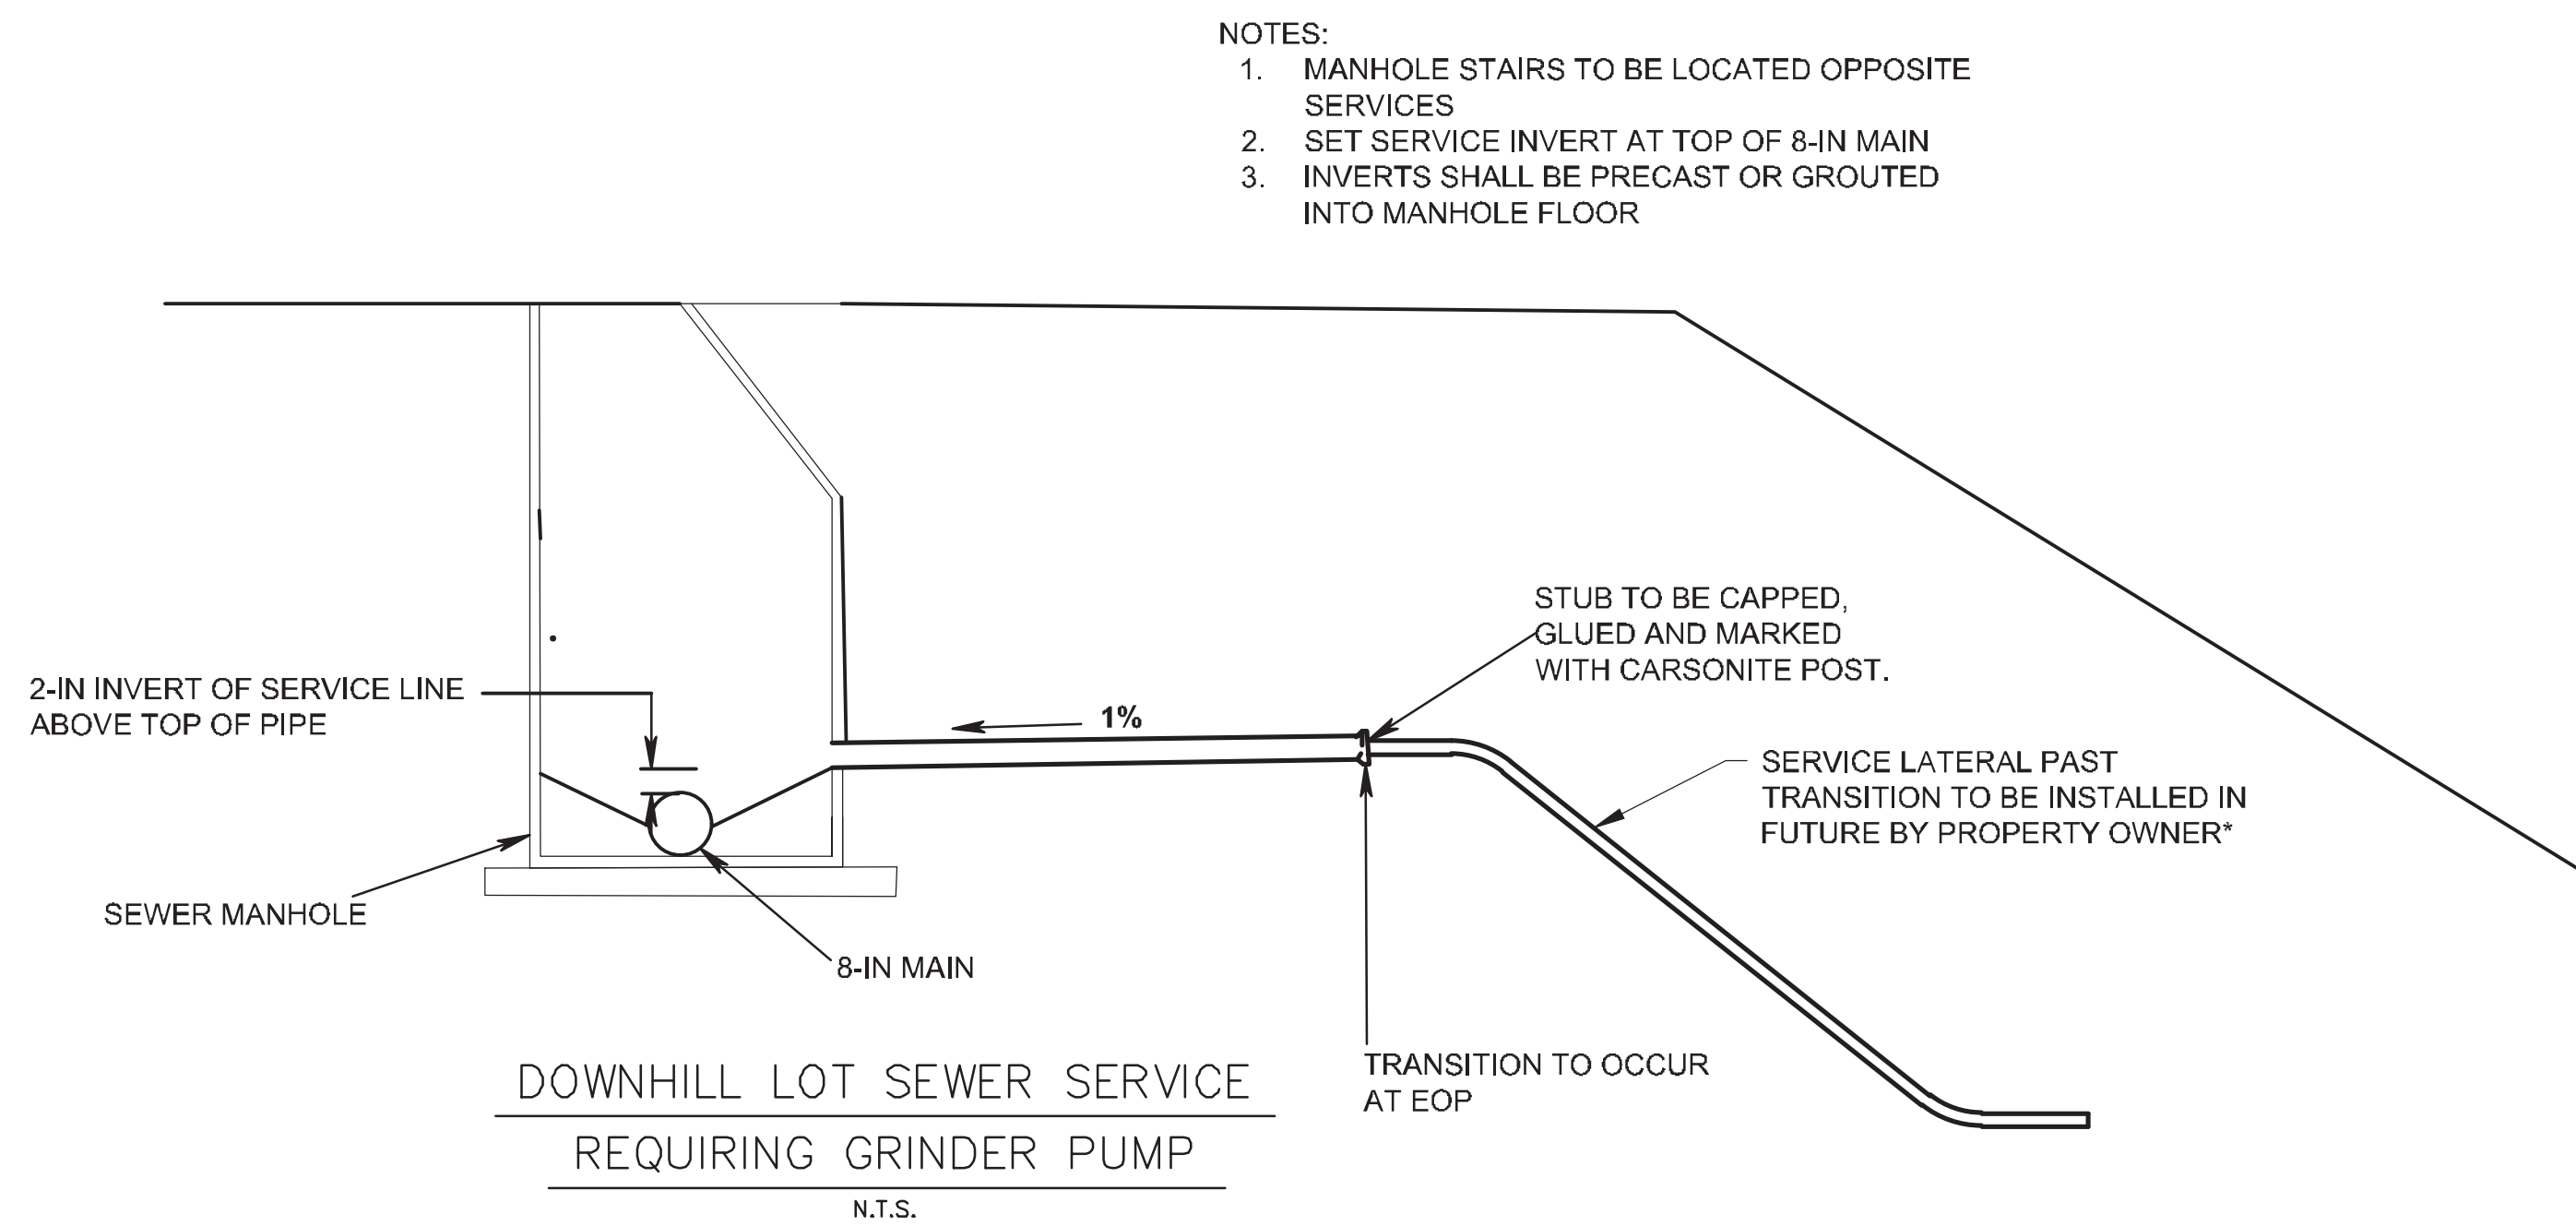 NOTES:
1. MANHOLE STAIRS TO BE LOCATED OPPOSITE
SERVICES
2. SET SERVICE INVERT AT TOP OF 8-IN MAIN
3. INVERTS SHALL BE PRECAST OR GROUTED
INTO MANHOLE FLOOR
STUB TO BE CAPPED,
GLUED AND MARKED
WITH CARSONITE POST.
2-IN INVERT OF SERVICE LINE
ABOVE TOP OF PIPE
1%
SERVICE LATERAL PAST
TRANSITION TO BE INSTALLED IN
FUTURE BY PROPERTY OWNER*
SEWER MANHOLE
8-IN MAIN
TRANSITION TO OCCUR
AT EOP
DOWNHILL LOT SEWER SERVICE
REQUIRING GRINDER PUMP
N.T.S.